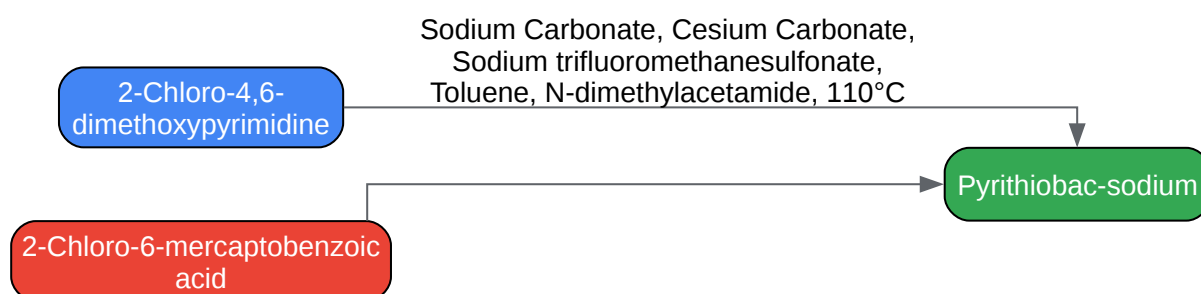 Sodium Carbonate, Cesium Carbonate,
Sodium trifluoromethanesulfonate,
Toluene, N-dimethylacetamide, 110°C
2-Chloro-4,6-
dimethoxypyrimidine
Pyrithiobac-sodium
2-Chloro-6-mercaptobenzoic
acid